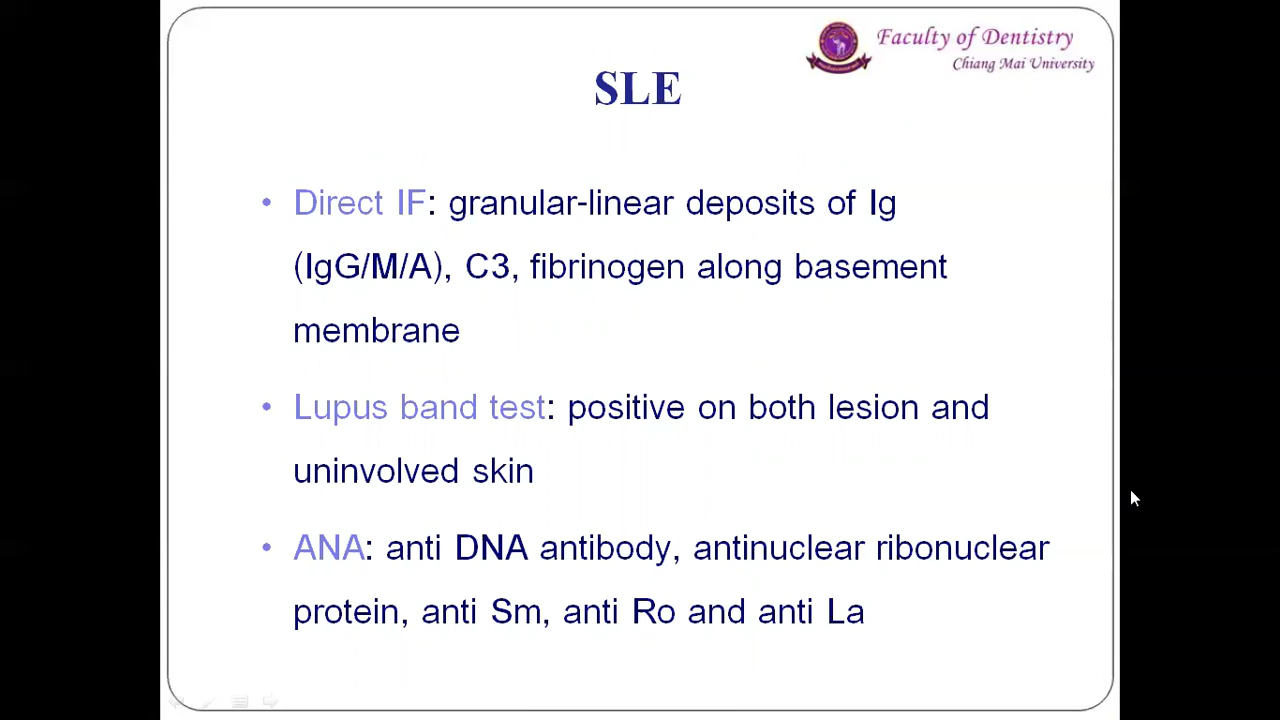 Faculty of Dentistry
Chiang Mai University
SLE
• Direct IF: granular-linear deposits of Ig
(IgG/M/A), C3, fibrinogen along basement
membrane
• Lupus band test: positive on both lesion and
uninvolved skin
• ANA: anti DNA antibody, antinuclear ribonuclear
protein, anti Sm, anti Ro and anti La